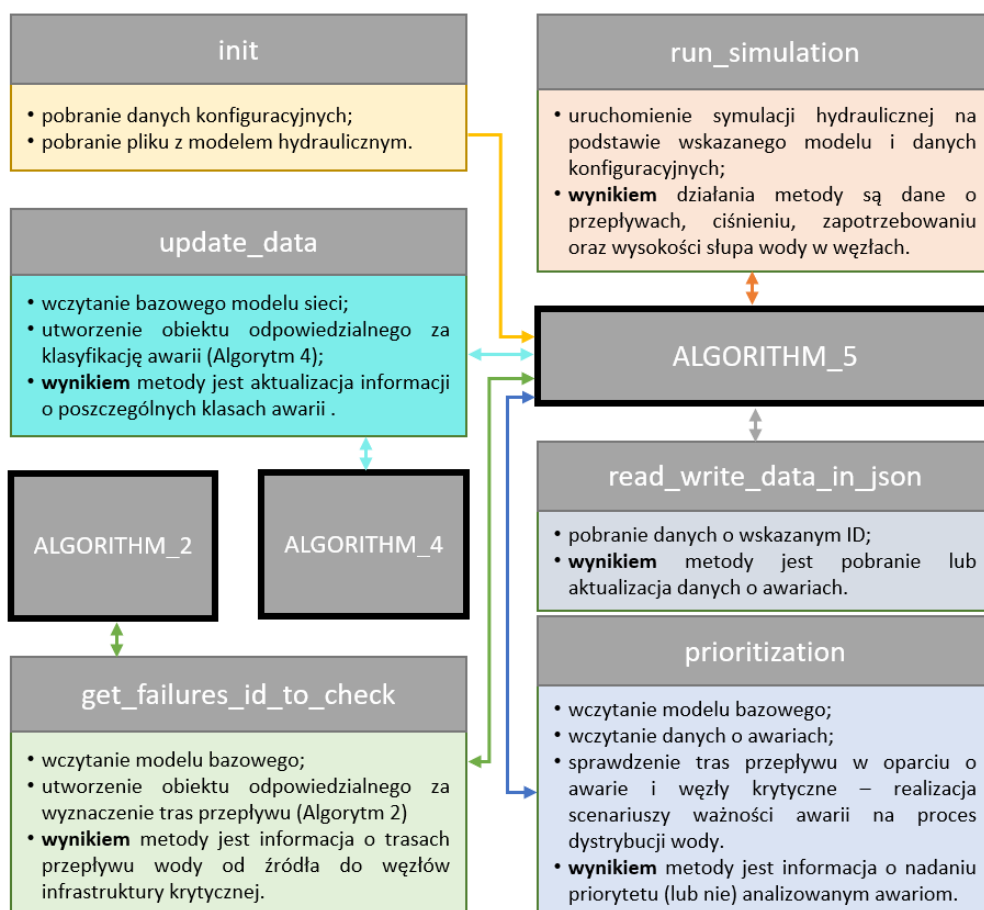 init
• pobranie danych konfiguracyjnych;
• pobranie pliku z modelem hydraulicznym.
update_data
• wczytanie bazowego modelu sieci;
• utworzenie obiektu odpowiedzialnego za
klasyfikację awarii (Algorytm 4);
• wynikiem metody jest aktualizacja informacji
o poszczególnych klasach awarii .
ALGORITHM_2
ALGORITHM_4
get_failures_id_to_check
• wczytanie modelu bazowego;
• utworzenie obiektu odpowiedzialnego za
wyznaczenie tras przepływu (Algorytm 2)
• wynikiem metody jest informacja o trasach
przepływu wody od źródła do węzłów
infrastruktury krytycznej.
run_simulation
• uruchomienie symulacji hydraulicznej na
podstawie wskazanego modelu i danych
konfiguracyjnych;
• wynikiem działania metody są dane o
przepływach, ciśnieniu, zapotrzebowaniu
oraz wysokości słupa wody w węzłach.
ALGORITHM_5
read_write_data_in_json
• pobranie danych o wskazanym ID;
• wynikiem metody jest pobranie lub
aktualizacja danych o awariach.
prioritization
• wczytanie modelu bazowego;
• wczytanie danych o awariach;
• sprawdzenie tras przepływu w oparciu o
awarie i węzły krytyczne – realizacja
scenariuszy ważności awarii na proces
dystrybucji wody.
• wynikiem metody jest informacja o nadaniu
priorytetu (lub nie) analizowanym awariom.